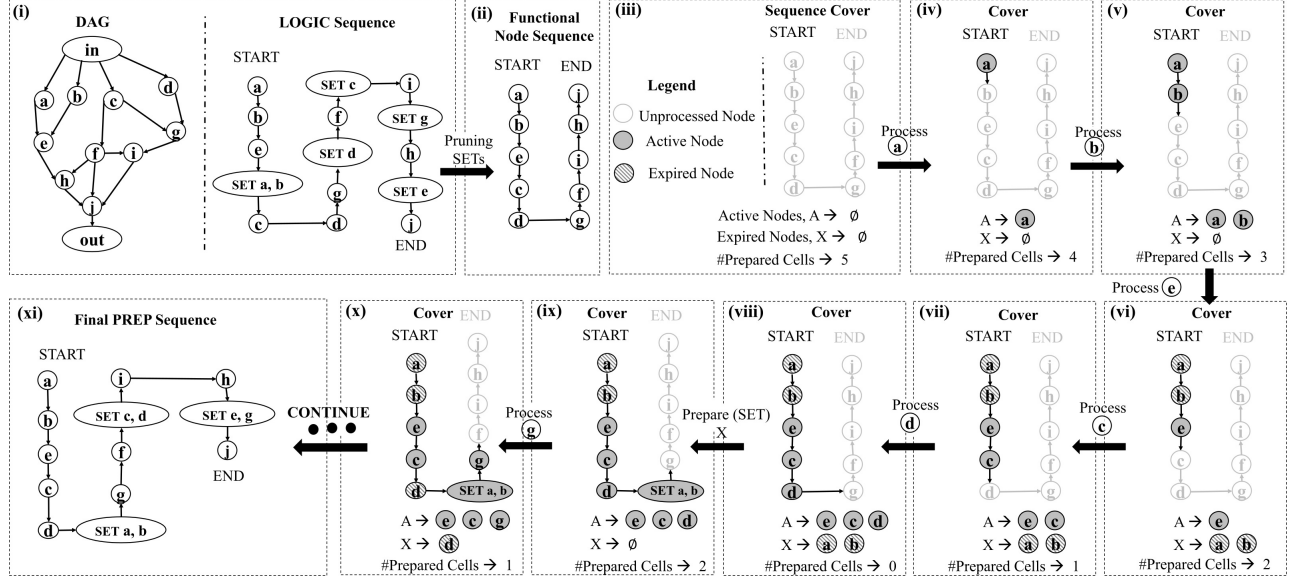 (i)
DAG
in
a
b
c
d
e
f
i
g
h
j
out
LOGIC Sequence
START
a
b
e
SET a, b
c
d
g
SET d
f
SET c
i
SET g
h
SET e
j
END
Pruning
SETs
(ii)
Functional
Node Sequence
START
END
a
b
e
c
d
g
f
i
h
j
(iii)
Sequence Cover
START
END
Legend
Unprocessed Node
Active Node
Expired Node
a
b
e
c
d
g
f
i
h
j
Active Nodes, A → ∅
Expired Nodes, X → ∅
#Prepared Cells → 5
Process
a
(iv)
Cover
START
END
a
b
e
c
d
g
f
i
h
j
A → a
X → ∅
#Prepared Cells → 4
Process
b
(v)
Cover
START
END
a
b
e
c
d
g
f
i
h
j
A → a b
X → ∅
#Prepared Cells → 3
Process e
(vi)
Cover
START
END
a
b
e
c
d
g
f
i
h
j
A → e
X → a b
#Prepared Cells → 2
Process
c
(vii)
Cover
START
END
a
b
e
c
d
g
f
i
h
j
A → e c
X → a b
#Prepared Cells → 1
Process
d
(viii)
Cover
START
END
a
b
e
c
d
g
f
i
h
j
A → e c d
X → a b
#Prepared Cells → 0
Prepare (SET)
X
(ix)
Cover
START
END
a
b
e
c
d
SET a, b
g
f
i
h
j
A → e c d
X → ∅
#Prepared Cells → 2
Process
g
(x)
Cover
START
END
a
b
e
c
d
SET a, b
g
f
i
h
j
A → e c g
X → d
#Prepared Cells → 1
CONTINUE
(xi)
Final PREP Sequence
START
a
b
e
c
d
SET a, b
g
f
SET c, d
i
h
SET e, g
j
END